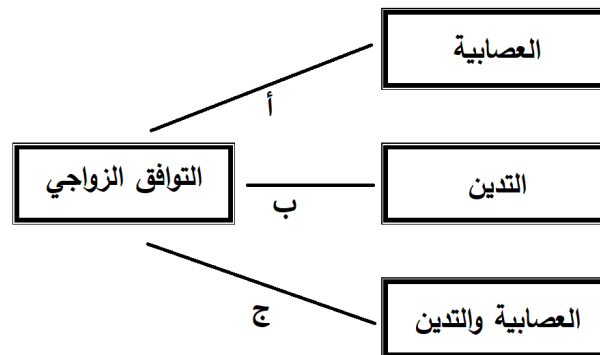 العصابية
أ
التوافق الزواجي
التدين
ب
ج
العصابية والتدين